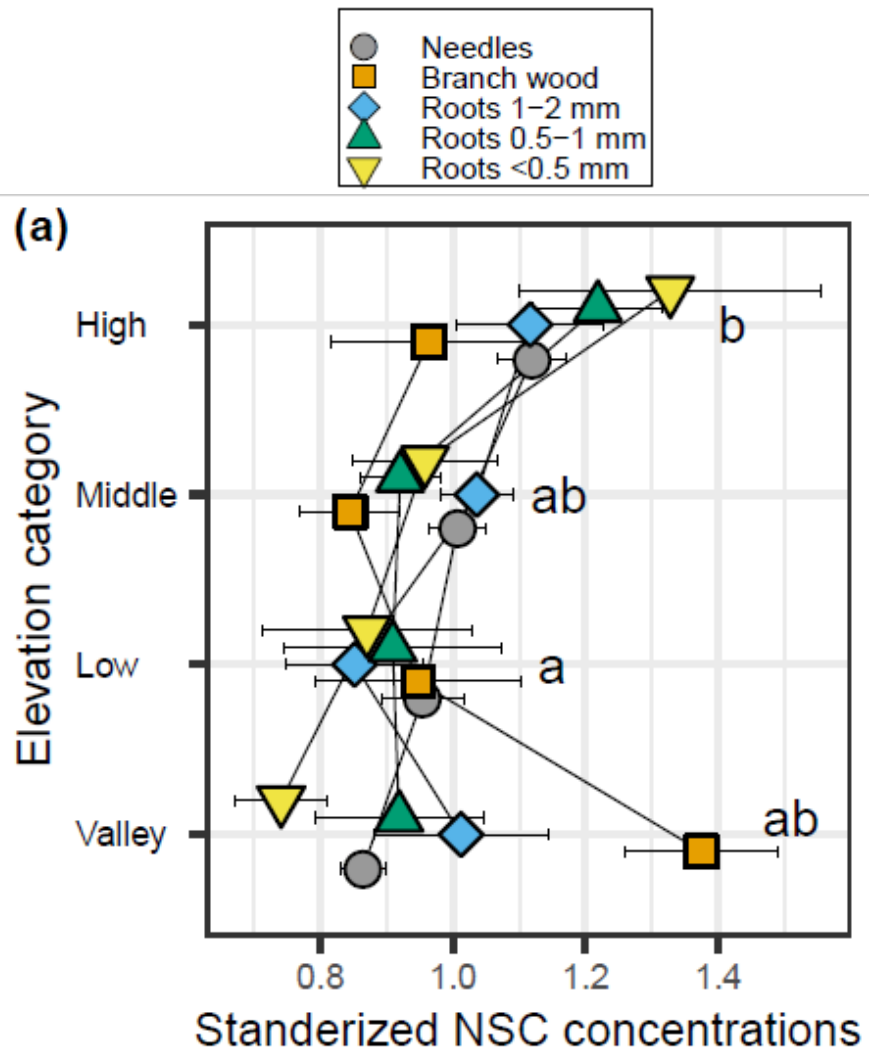 Needles
Branch wood
Roots 1−2 mm
Roots 0.5−1 mm
Roots <0.5 mm
(a)
High
b
Middle
ab
Low
a
Valley
ab
Elevation category
0.8 1.0 1.2 1.4
Standerized NSC concentrations